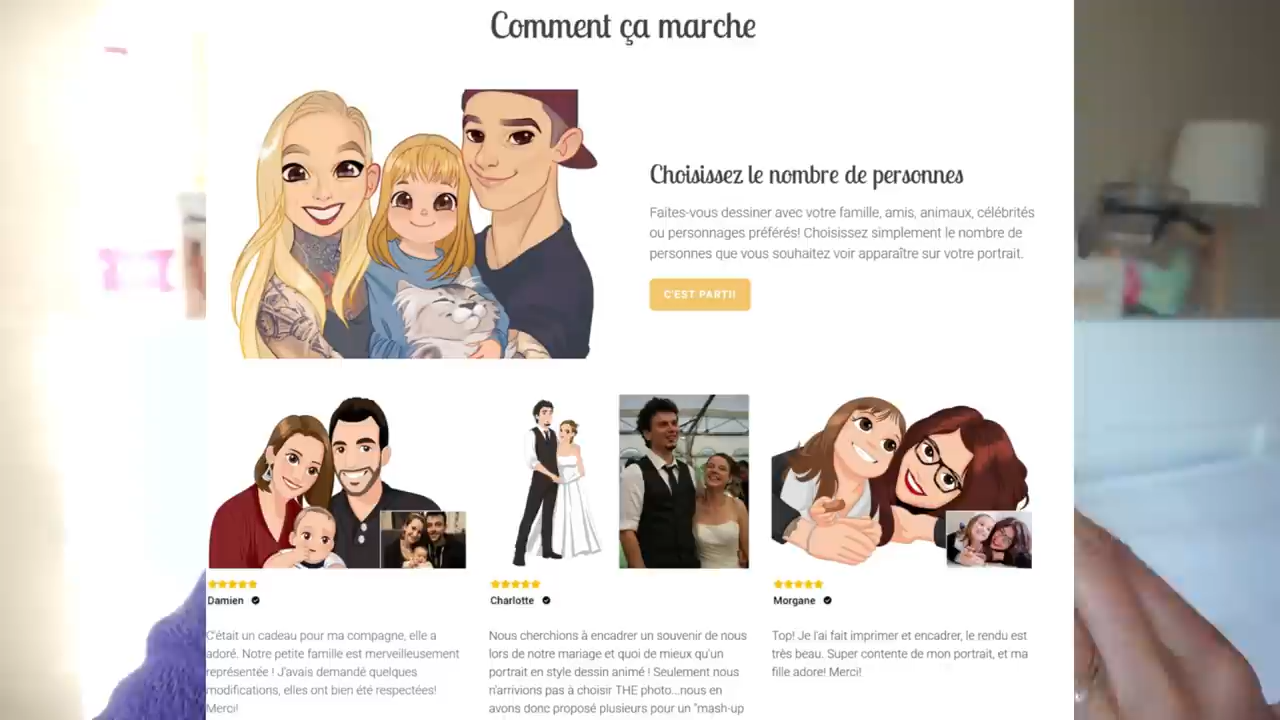 Comment ça marche
Choisissez le nombre de personnes
Faites-vous dessiner avec votre famille, amis, animaux, célébrités
ou personnages préférés! Choisissez simplement le nombre de
personnes que vous souhaitez voir apparaître sur votre portrait.
C'EST PARTI!
Damien
C'était un cadeau pour ma compagne, elle a
adoré. Notre petite famille est merveilleusement
représentée ! J'avais demandé quelques
modifications, elles ont bien été respectées!
Merci!
Charlotte
Nous cherchions à encadrer un souvenir de nous
lors de notre mariage et quoi de mieux qu'un
portrait en style dessin animé ! Seulement nous
n'arrivions pas à choisir THE photo...nous en
avons donc proposé plusieurs pour un "mash-up
Morgane
Top! Je l'ai fait imprimer et encadrer, le rendu est
très beau. Super contente de mon portrait, et ma
fille adore! Merci!